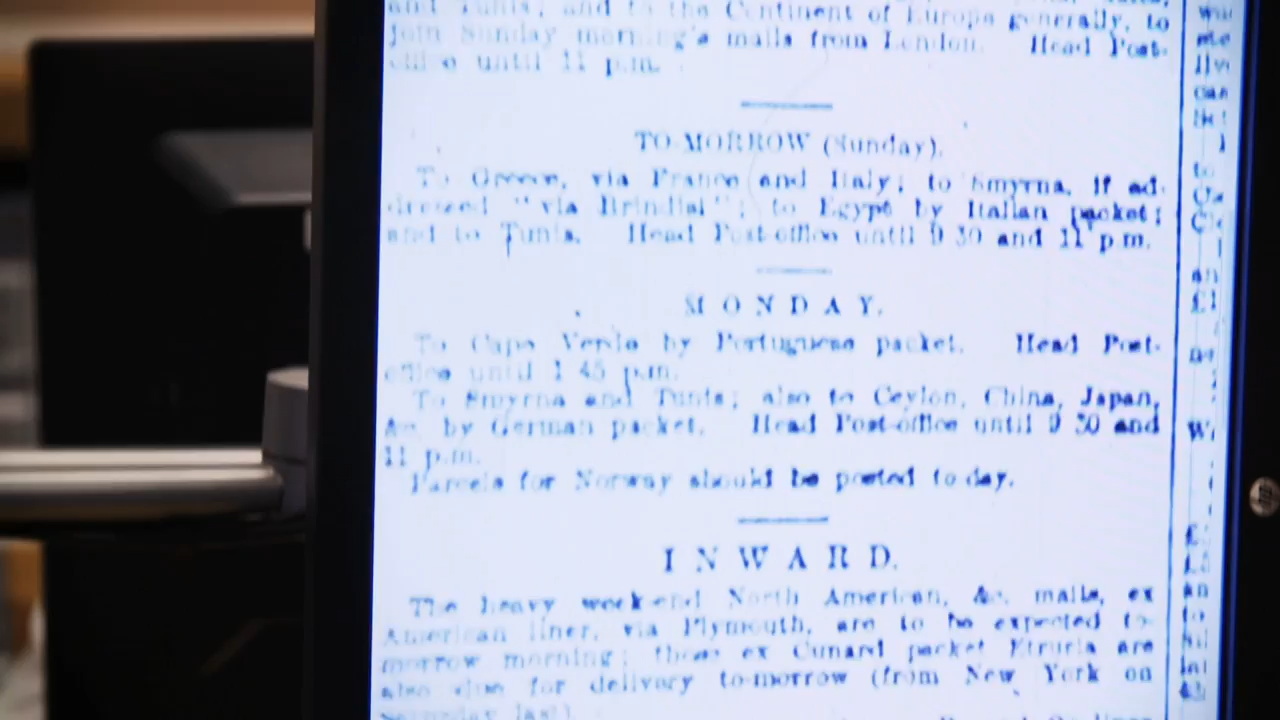 and Tunis; and to the Continent of Europe generally, to
join Sunday morning's mails from London. Head Post-
office until 11 p.m.
TO-MORROW (Sunday).
To Greece, via France and Italy; to Smyrna, if ad-
dressed "via Brindisi"; to Egypt by Italian packet;
and to Tunis. Head Post-office until 9 30 and 11 p.m.
MONDAY.
To Cape Verde by Portuguese packet. Head Post-
office until 1 45 p.m.
To Smyrna and Tunis; also to Ceylon, China, Japan,
&c. by German packet. Head Post-office until 9 30 and
11 p.m.
Parcels for Norway should be posted to-day.
INWARD.
The heavy week-end North American, &c. mails, ex
American liner, via Plymouth, are to be expected to-
morrow morning; those ex Cunard packet Etruria are
also due for delivery to-morrow (from New York on
Saturday last).
hp